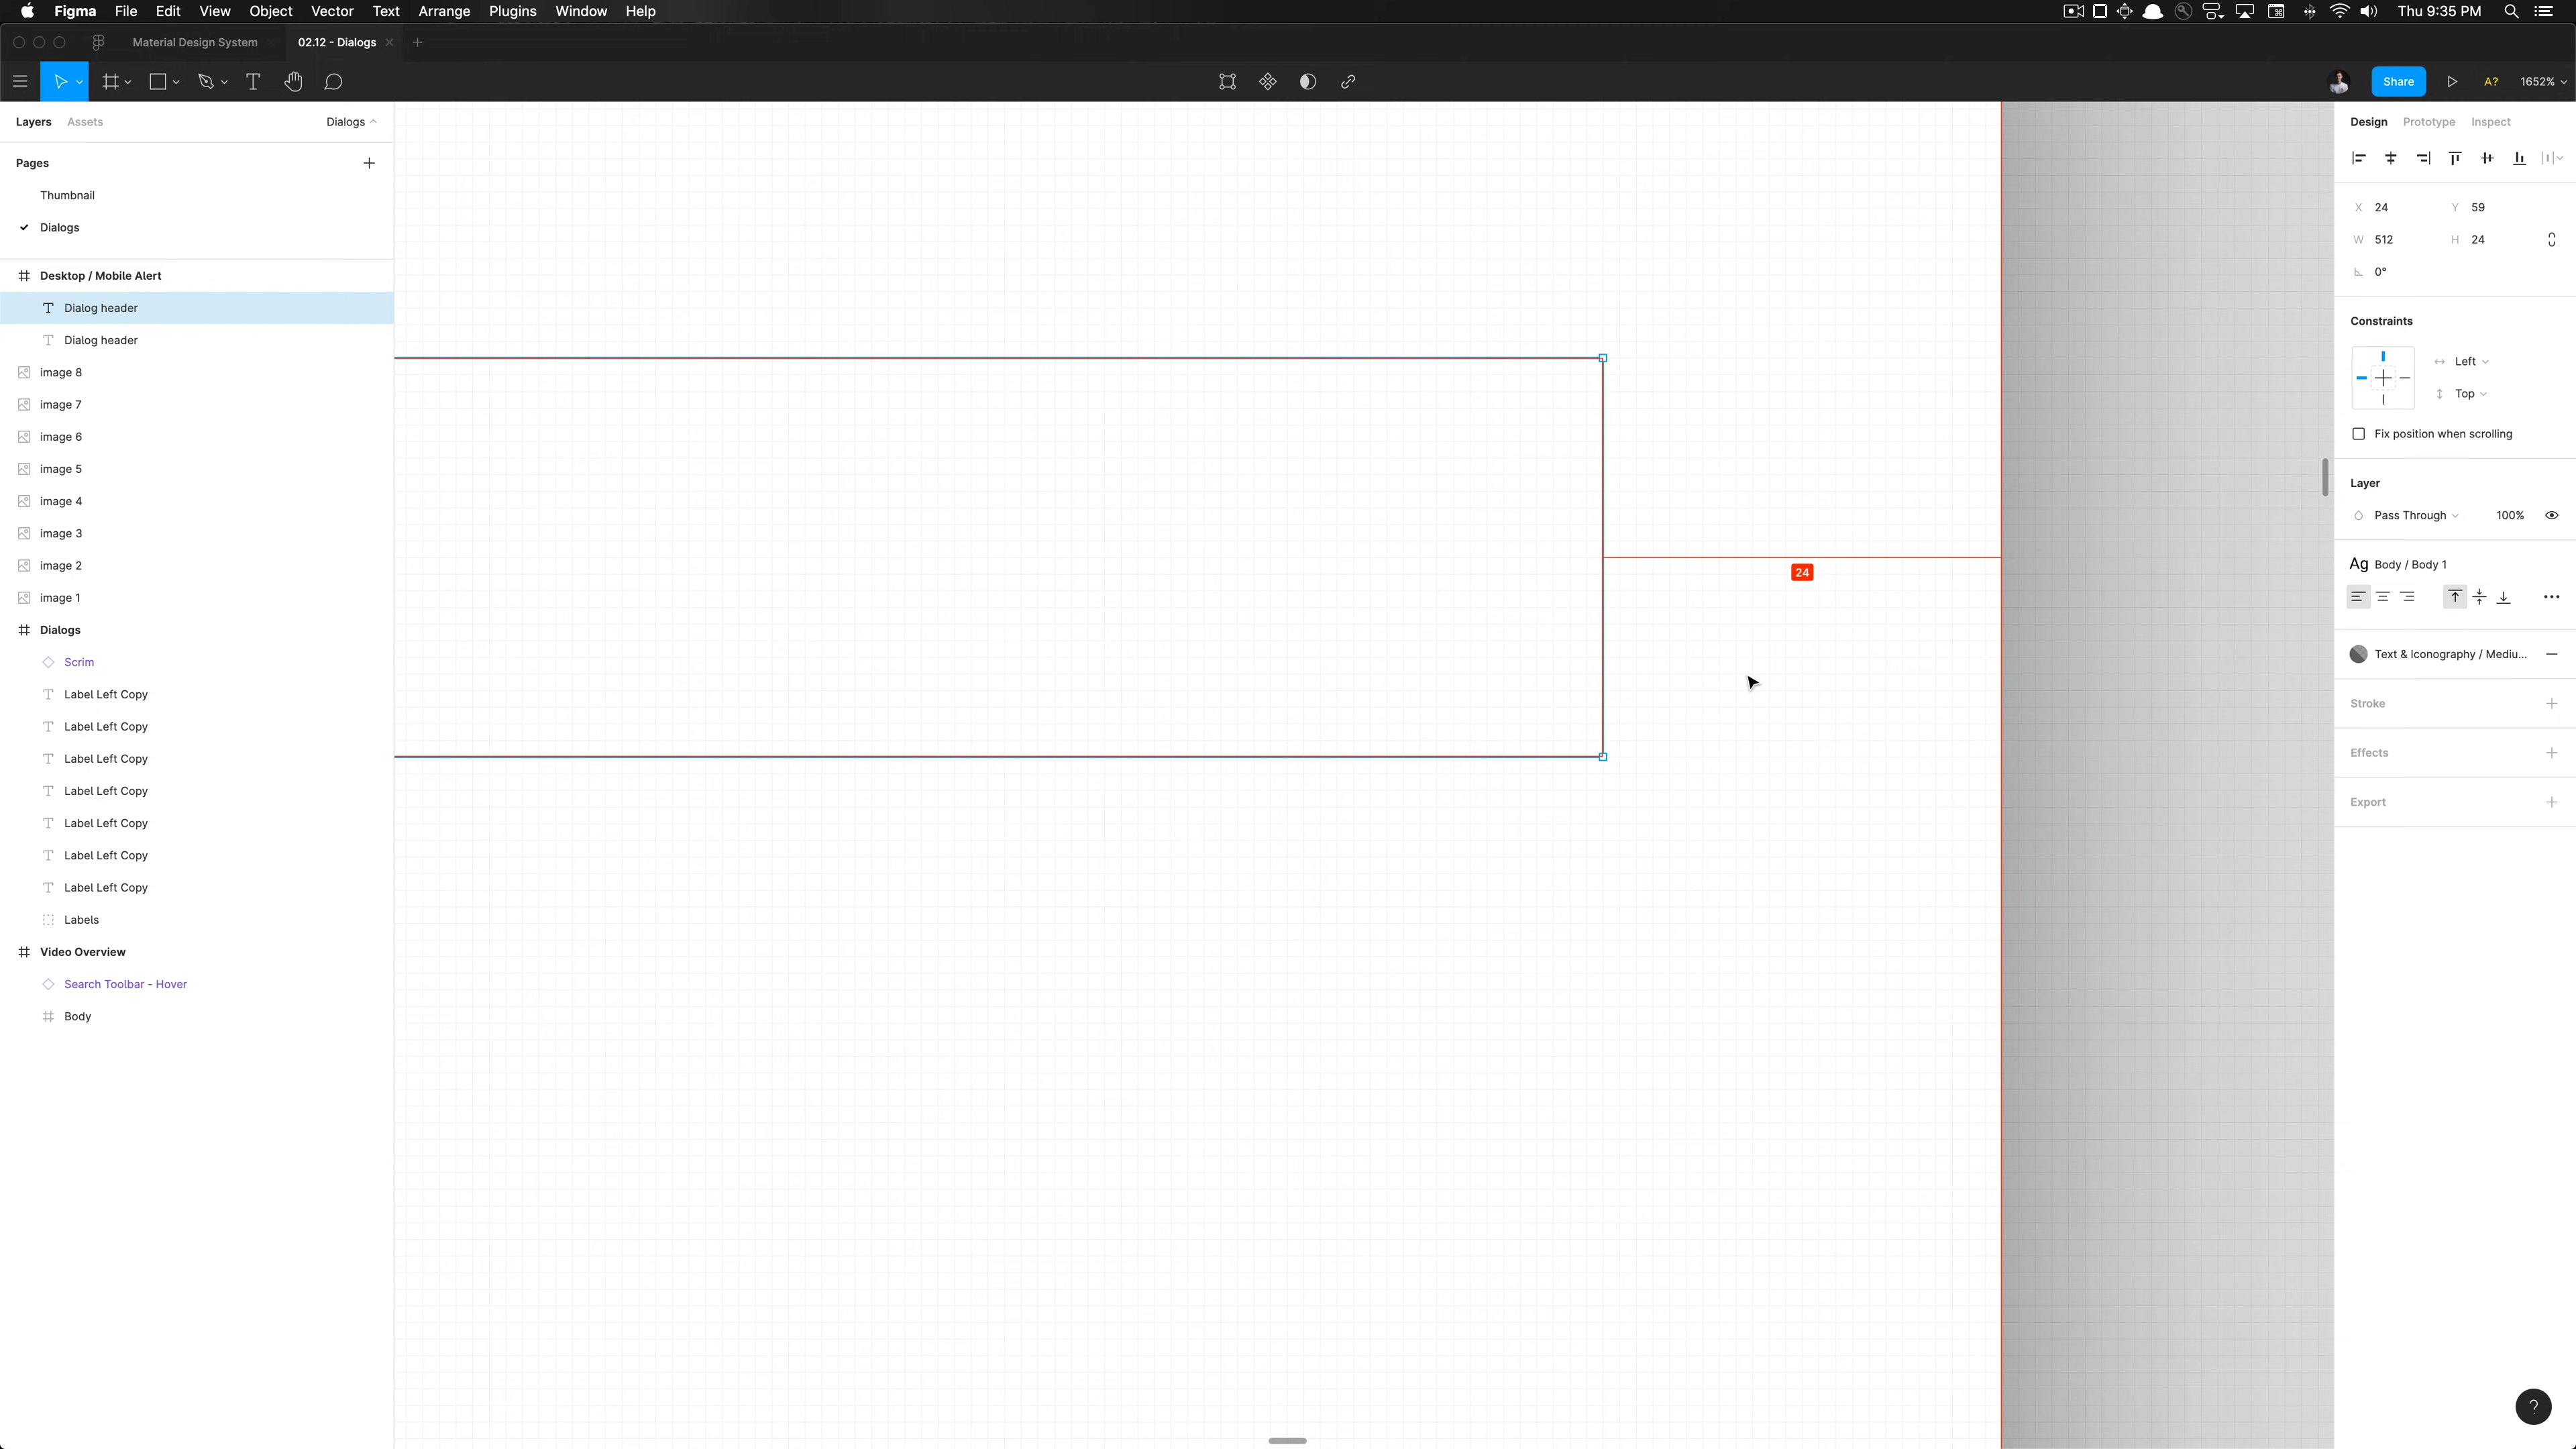 Figma File Edit View Object Vector Text Arrange Plugins Window Help Thu 9:35 PM
Material Design System 02.12 - Dialogs
Share A? 1652%
Layers Assets Dialogs
Pages
Thumbnail
Dialogs
Desktop / Mobile Alert
Dialog header
Dialog header
image 8
image 7
image 6
image 5
image 4
image 3
image 2
image 1
Dialogs
Scrim
Label Left Copy
Label Left Copy
Label Left Copy
Label Left Copy
Label Left Copy
Label Left Copy
Label Left Copy
Labels
Video Overview
Search Toolbar - Hover
Body
24
Design Prototype Inspect
X 24 Y 59
W 512 H 24
0°
Constraints
Left
Top
Fix position when scrolling
Layer
Pass Through 100%
Ag Body / Body 1
Text & Iconography / Mediu...
Stroke
Effects
Export
?